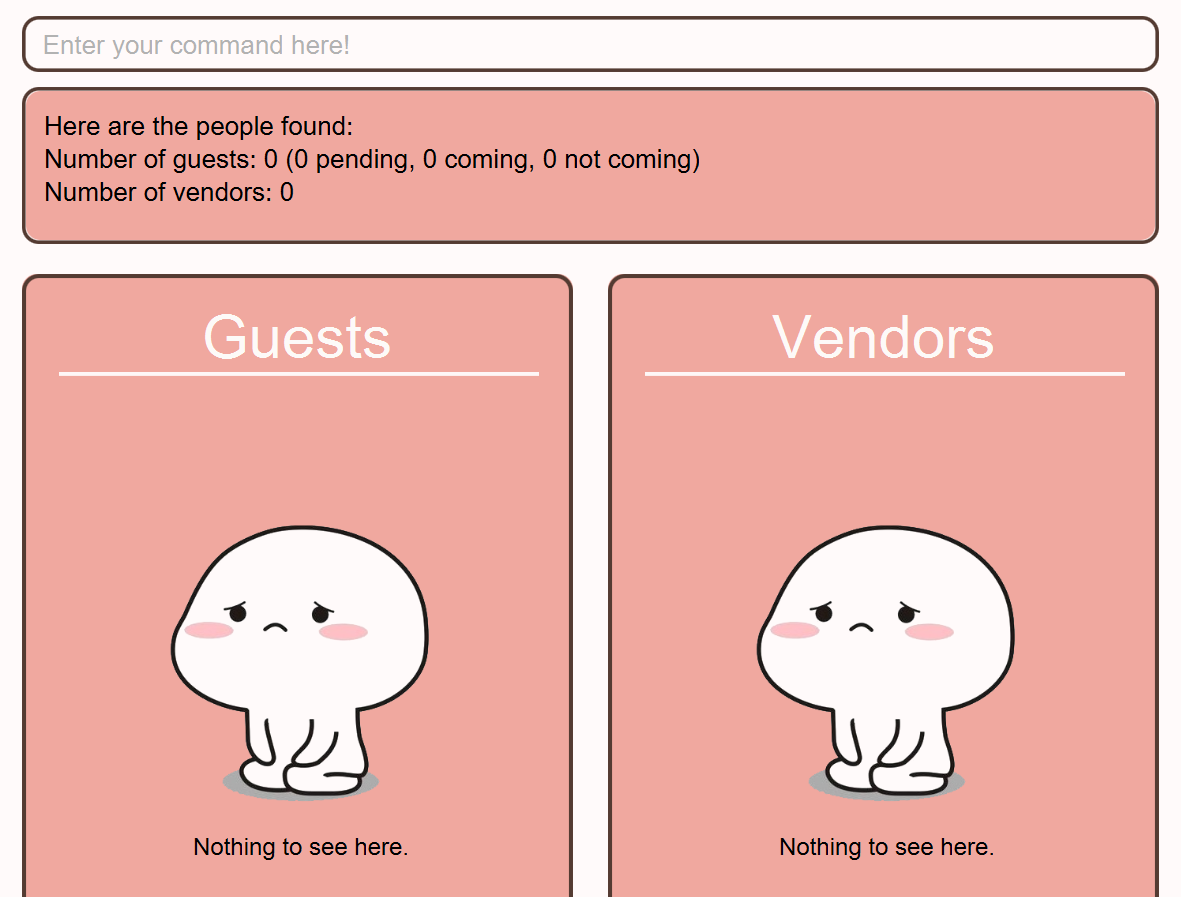 Enter your command here!
Here are the people found:
Number of guests: 0 (0 pending, 0 coming, 0 not coming)
Number of vendors: 0
Guests
Vendors
Nothing to see here.
Nothing to see here.